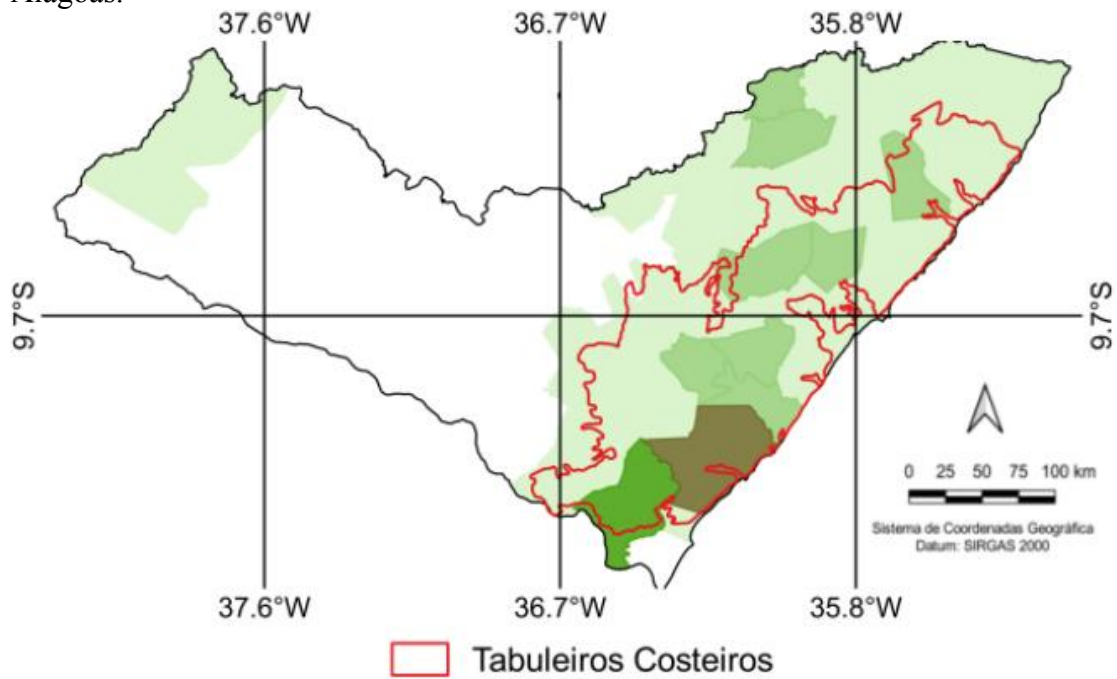 Alagoas.
37.6°W 36.7°W 35.8°W
9.7°S 9.7°S
0 25 50 75 100 km
Sistema de Coordenadas Geográfica
Datum: SIRGAS 2000
37.6°W 36.7°W 35.8°W
Tabuleiros Costeiros